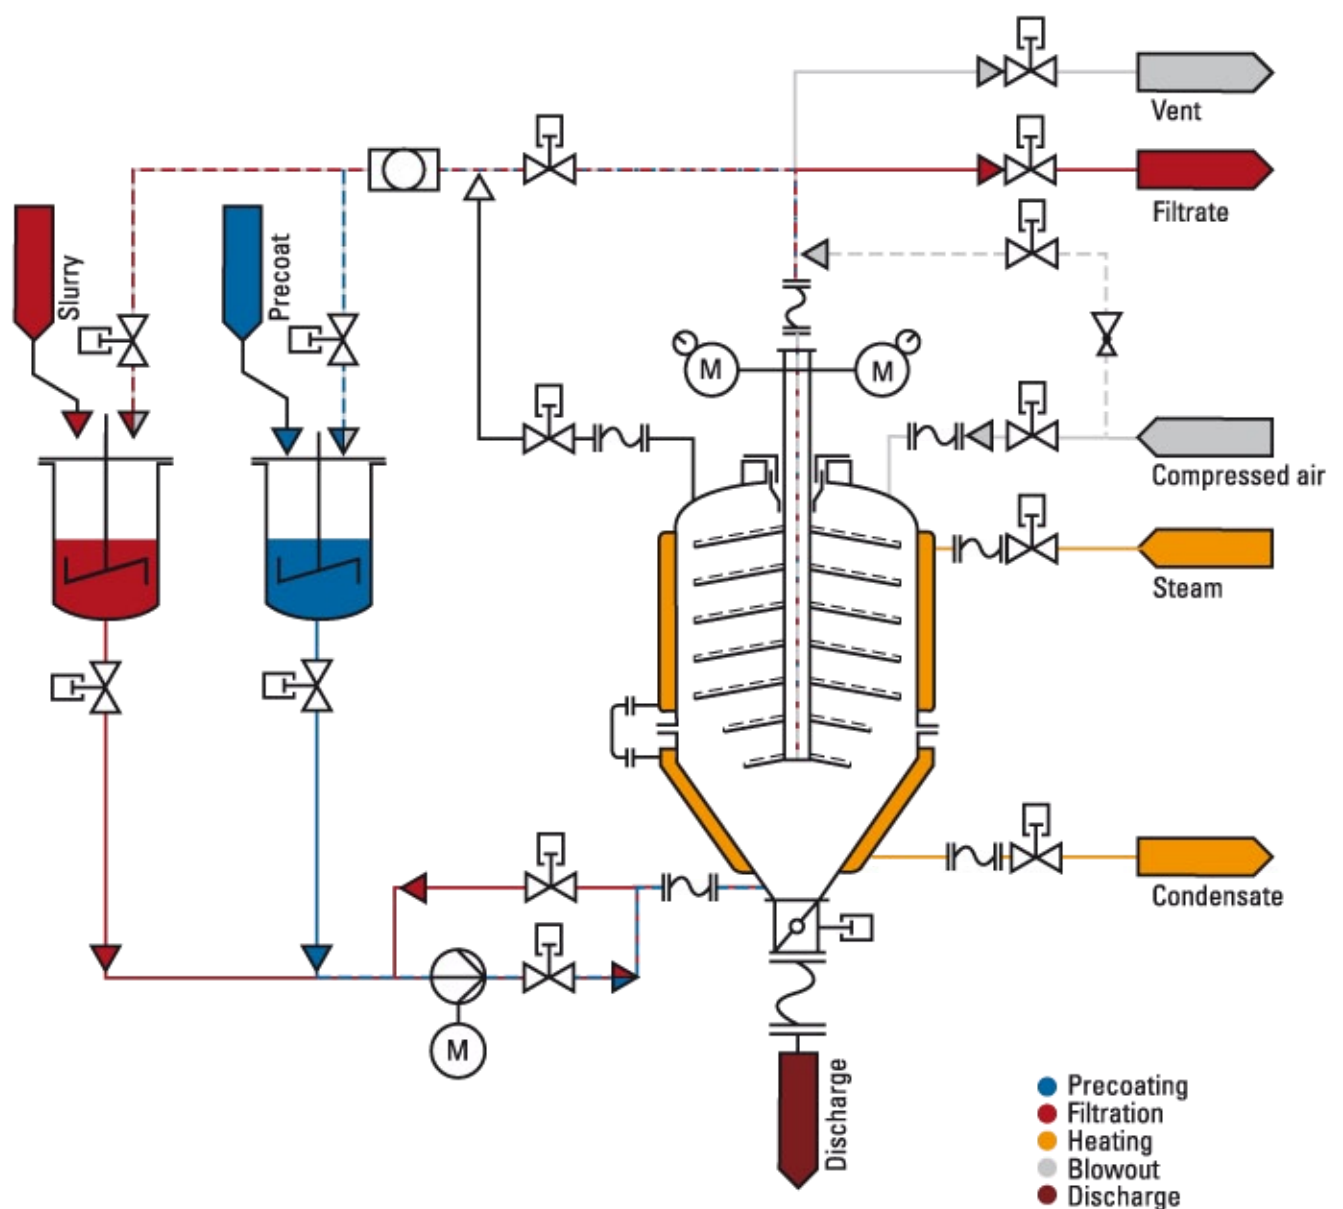 Vent
Filtrate
Slurry
Precoat
M
M
Compressed air
Steam
Condensate
M
Discharge
Precoating
Filtration
Heating
Blowout
Discharge